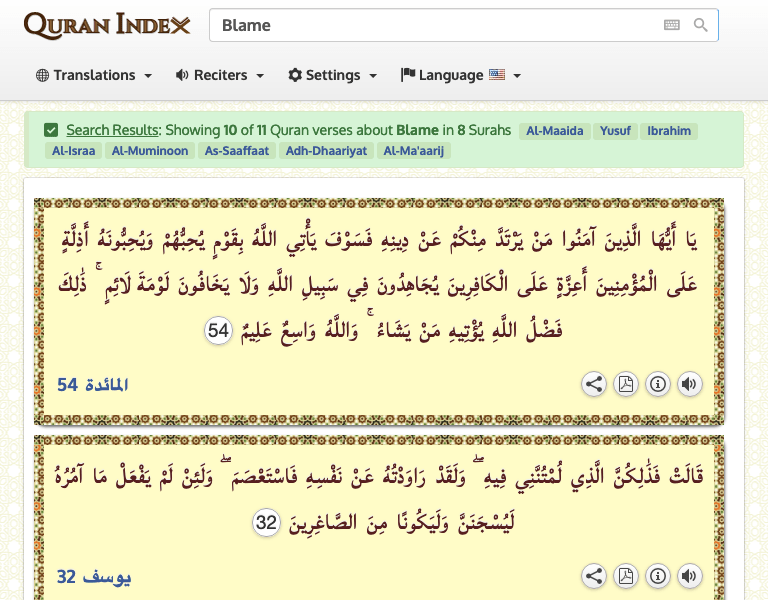 QURAN INDEX
Blame
Translations Reciters Settings Language
Search Results: Showing 10 of 11 Quran verses about Blame in 8 Surahs Al-Maaida Yusuf Ibrahim
Al-Israa Al-Muminoon As-Saaffaat Adh-Dhaariyat Al-Ma'aarij
يَا أَيُّهَا الَّذِينَ آمَنُوا مَنْ يَرْتَدَّ مِنْكُمْ عَنْ دِينِهِ فَسَوْفَ يَأْتِي اللَّهُ بِقَوْمٍ يُحِبُّهُمْ وَيُحِبُّونَهُ أَذِلَّةٍ
عَلَى الْمُؤْمِنِينَ أَعِزَّةٍ عَلَى الْكَافِرِينَ يُجَاهِدُونَ فِي سَبِيلِ اللَّهِ وَلَا يَخَافُونَ لَوْمَةَ لَائِمٍ ۚ ذَٰلِكَ
فَضْلُ اللَّهِ يُؤْتِيهِ مَنْ يَشَاءُ ۚ وَاللَّهُ وَاسِعٌ عَلِيمٌ 54
المائدة 54
قَالَتْ فَذَٰلِكُنَّ الَّذِي لُمْتُنَّنِي فِيهِ ۖ وَلَقَدْ رَاوَدْتُهُ عَنْ نَفْسِهِ فَاسْتَعْصَمَ ۖ وَلَئِنْ لَمْ يَفْعَلْ مَا آمُرُهُ
لَيُسْجَنَنَّ وَلَيَكُونًا مِنَ الصَّاغِرِينَ 32
يوسف 32